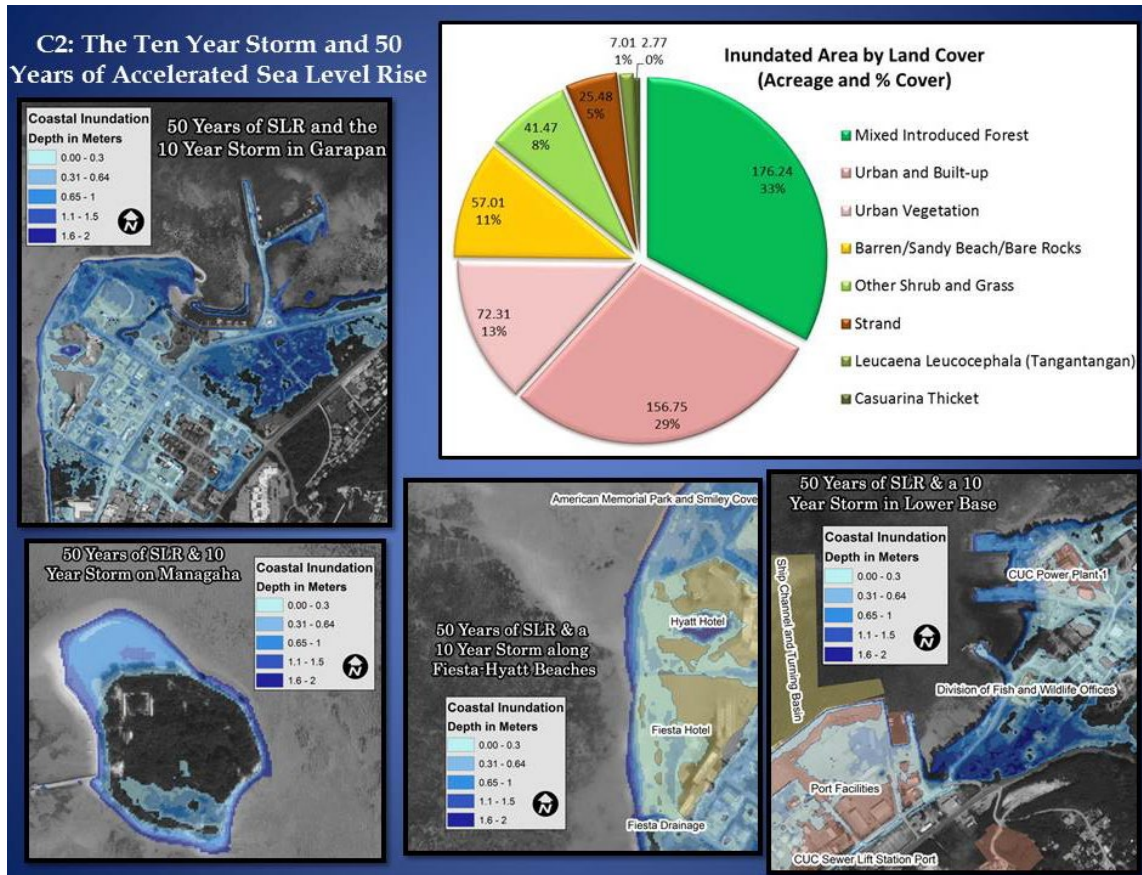 C2: The Ten Year Storm and 50
Years of Accelerated Sea Level Rise
Coastal Inundation
Depth in Meters
0.00 - 0.3
0.31 - 0.64
0.65 - 1
1.1 - 1.5
1.6 - 2
N
50 Years of SLR and the
10 Year Storm in Garapan
Inundated Area by Land Cover
(Acreage and % Cover)
7.01
1%
2.77
0%
25.48
5%
41.47
8%
57.01
11%
72.31
13%
156.75
29%
176.24
33%
Mixed Introduced Forest
Urban and Built-up
Urban Vegetation
Barren/Sandy Beach/Bare Rocks
Other Shrub and Grass
Strand
Leucaena Leucocephala (Tangantangan)
Casuarina Thicket
50 Years of SLR & 10
Year Storm on Managaha
Coastal Inundation
Depth in Meters
0.00 - 0.3
0.31 - 0.64
0.65 - 1
1.1 - 1.5
1.6 - 2
N
American Memorial Park and Smiley Cove
50 Years of SLR & a
10 Year Storm along
Fiesta-Hyatt Beaches
Hyatt Hotel
Fiesta Hotel
Fiesta Drainage
Coastal Inundation
Depth in Meters
0.00 - 0.3
0.31 - 0.64
0.65 - 1
1.1 - 1.5
1.6 - 2
N
50 Years of SLR & a 10
Year Storm in Lower Base
Coastal Inundation
Depth in Meters
0.00 - 0.3
0.31 - 0.64
0.65 - 1
1.1 - 1.5
1.6 - 2
N
Ship Channel and Turning Basin
CUC Power Plant 1
Division of Fish and Wildlife Offices
Port Facilities
CUC Sewer Lift Station Port